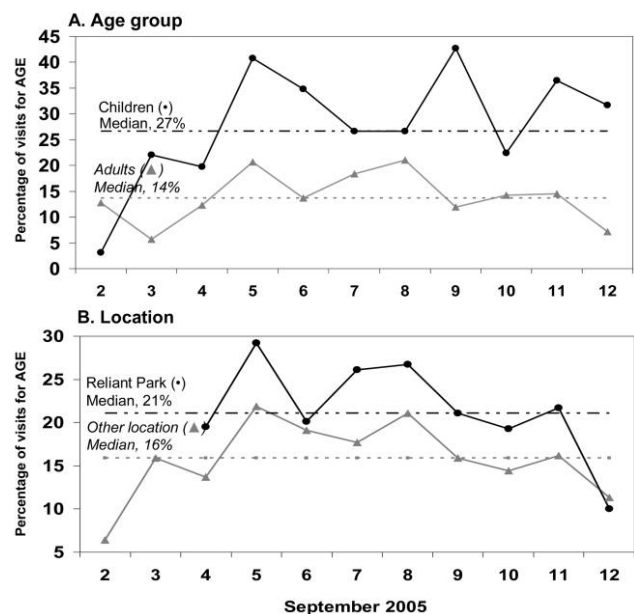 A. Age group
Percentage of visits for AGE
45
40
35
30
25
20
15
10
5
0
Children (•)
Median, 27%
Adults (▲)
Median, 14%
2 3 4 5 6 7 8 9 10 11 12
B. Location
Percentage of visits for AGE
30
25
20
15
10
5
Reliant Park (•)
Median, 21%
Other location (▲)
Median, 16%
2 3 4 5 6 7 8 9 10 11 12
September 2005